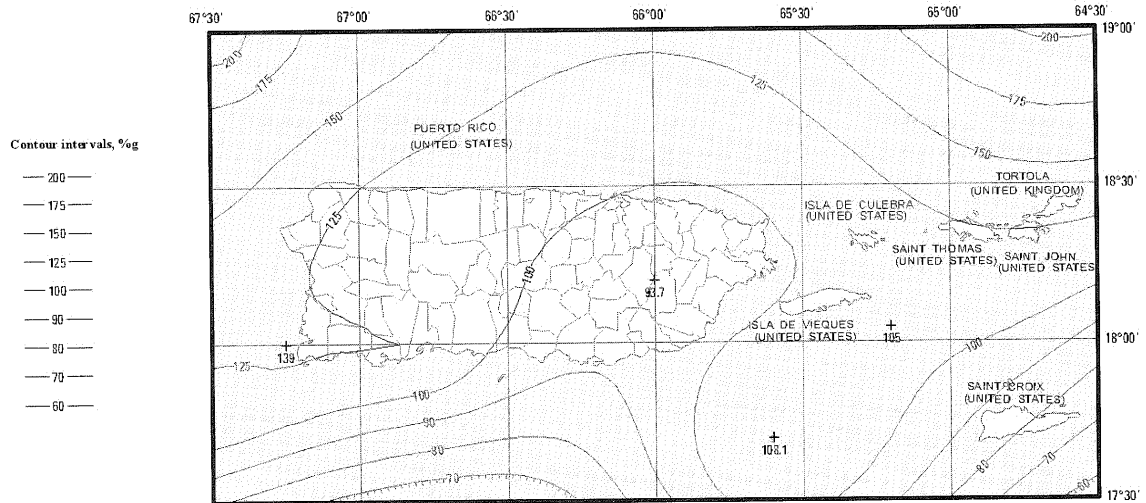 67°30' 67°00' 66°30' 66°00' 65°30' 65°00' 64°30'
19°00'
200
175
150
125
200
175
150
Contour intervals, %g
200
175
150
125
100
90
80
70
60
PUERTO RICO
(UNITED STATES)
TORTOLA
(UNITED KINGDOM)
18°30'
ISLA DE CULEBRA
(UNITED STATES)
SAINT THOMAS
(UNITED STATES)
SAINT JOHN
(UNITED STATES
125
100
93.7
ISLA DE VIEQUES
(UNITED STATES)
105
18°00'
139
125
100
100
SAINT CROIX
(UNITED STATES)
90
80
70
108.1
80
70
60
17°30'